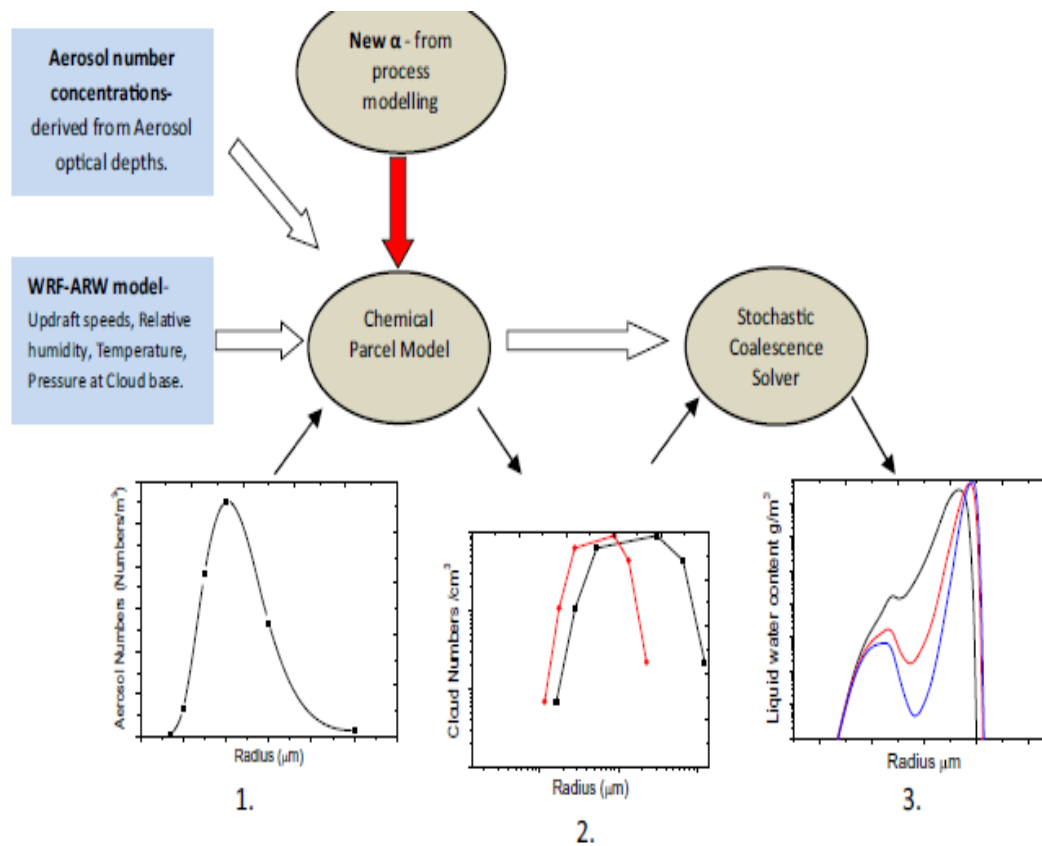 Aerosol number
concentrations-
derived from Aerosol
optical depths.
New α - from
process
modelling
WRF-ARW model-
Updraft speeds, Relative
humidity, Temperature,
Pressure at Cloud base.
Chemical
Parcel Model
Stochastic
Coalescence
Solver
Aerosol Numbers (Numbers/m³)
Radius (μm)
1.
Cloud Numbers /cm³
Radius (μm)
2.
Liquid water content g/m³
Radius μm
3.